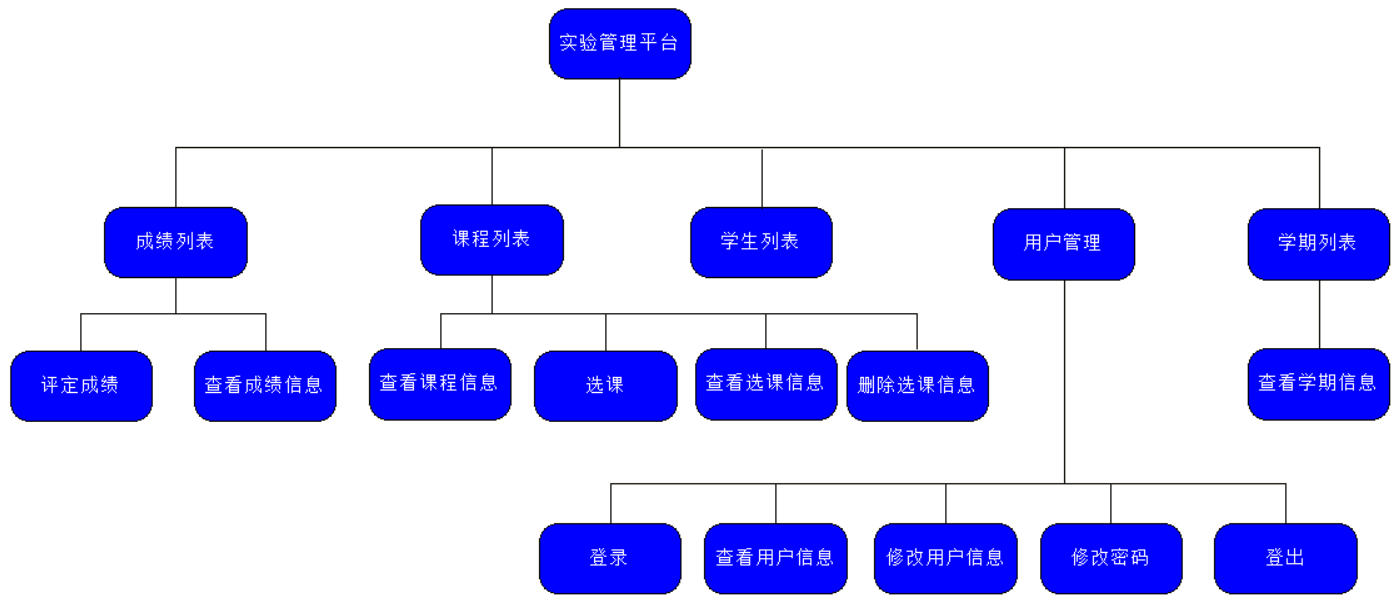 实验管理平台
成绩列表
课程列表
学生列表
用户管理
学期列表
评定成绩
查看成绩信息
查看课程信息
选课
查看选课信息
删除选课信息
查看学期信息
登录
查看用户信息
修改用户信息
修改密码
登出